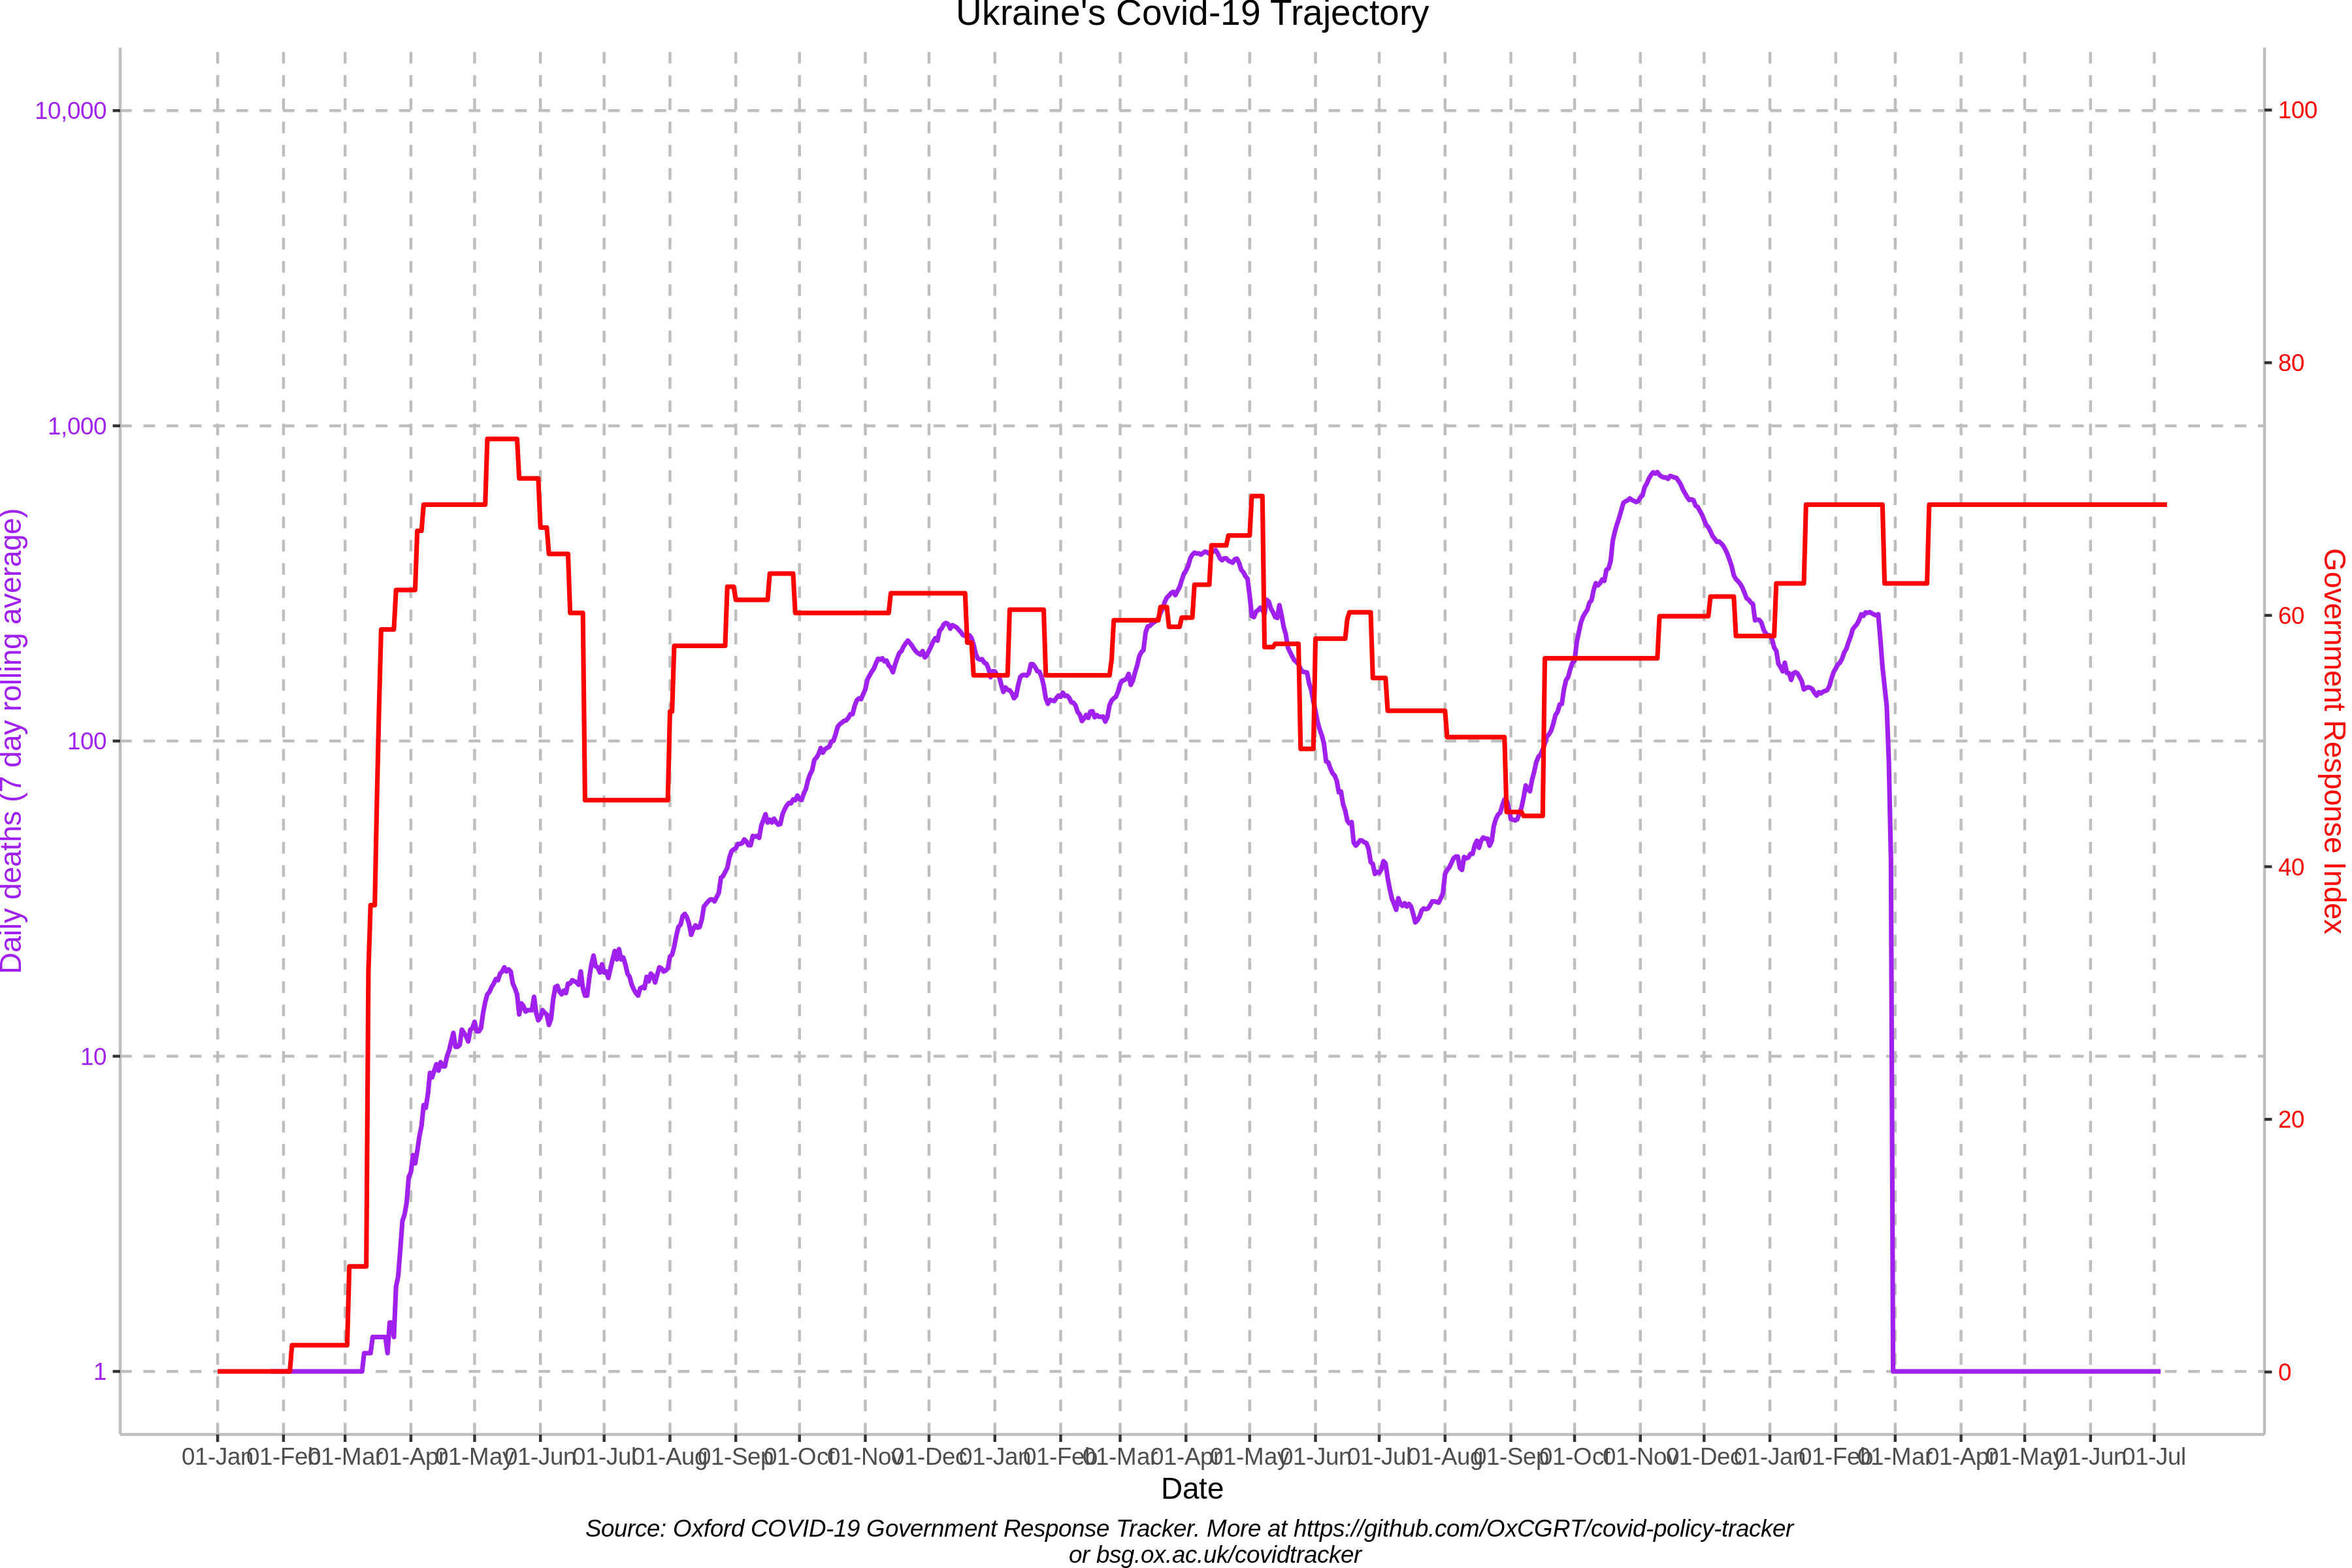 Ukraine's Covid-19 Trajectory
10,000
1,000
100
10
1
Daily deaths (7 day rolling average)
100
80
60
40
20
0
Government Response Index
01-Jan 01-Feb 01-Mar 01-Apr 01-May 01-Jun 01-Jul 01-Aug 01-Sep 01-Oct 01-Nov 01-Dec 01-Jan 01-Feb 01-Mar 01-Apr 01-May 01-Jun 01-Jul 01-Aug 01-Sep 01-Oct 01-Nov 01-Dec 01-Jan 01-Feb 01-Mar 01-Apr 01-May 01-Jun 01-Jul
Date
Source: Oxford COVID-19 Government Response Tracker. More at https://github.com/OxCGRT/covid-policy-tracker
or bsg.ox.ac.uk/covidtracker